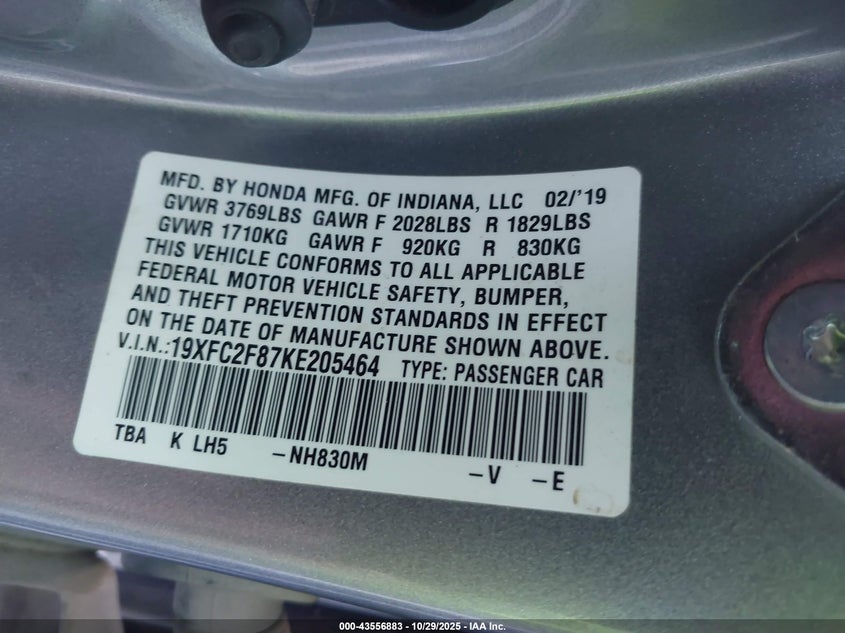 MFD. BY HONDA MFG. OF INDIANA, LLC 02/'19
GVWR 3769LBS GAWR F 2028LBS R 1829LBS
GVWR 1710KG GAWR F 920KG R 830KG
THIS VEHICLE CONFORMS TO ALL APPLICABLE
FEDERAL MOTOR VEHICLE SAFETY, BUMPER,
AND THEFT PREVENTION STANDARDS IN EFFECT
ON THE DATE OF MANUFACTURE SHOWN ABOVE.
V.I.N.:19XFC2F87KE205464 TYPE: PASSENGER CAR
TBA K LH5 -NH830M -V -E
000-43556883 - 10/29/2025 - IAA, Inc.